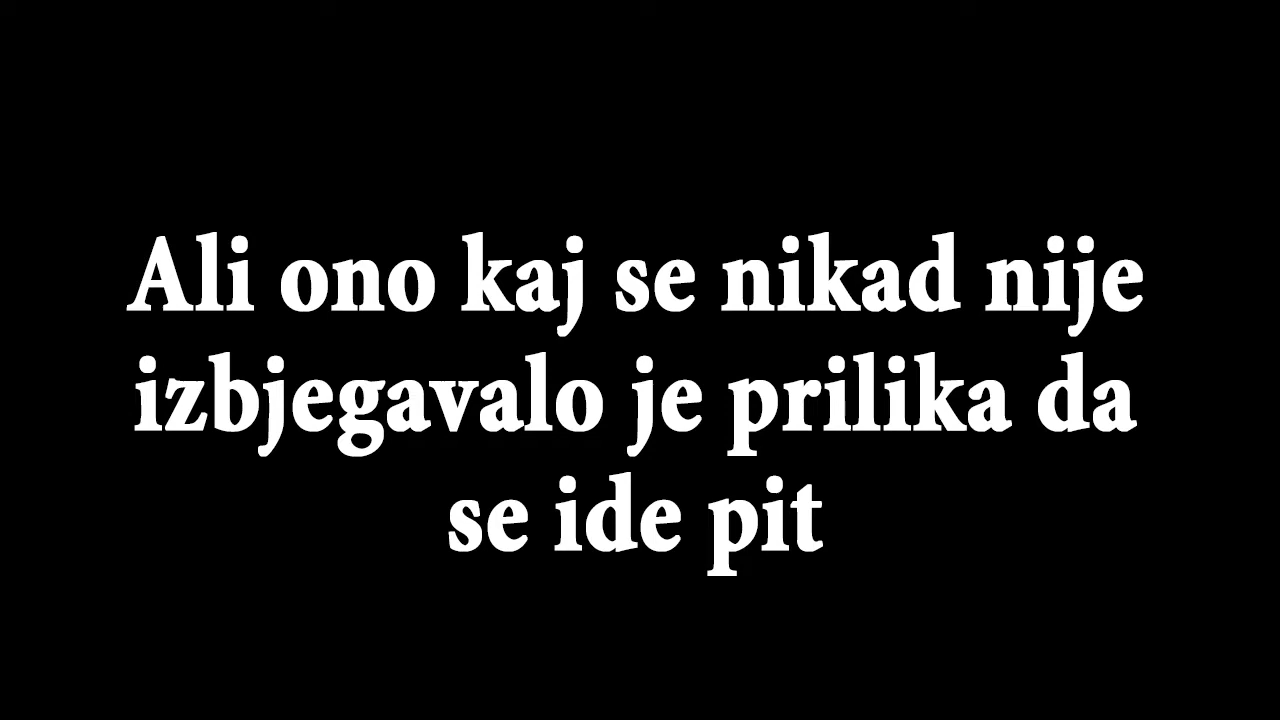 Ali ono kaj se nikad nije
izbjegavalo je prilika da
se ide pit